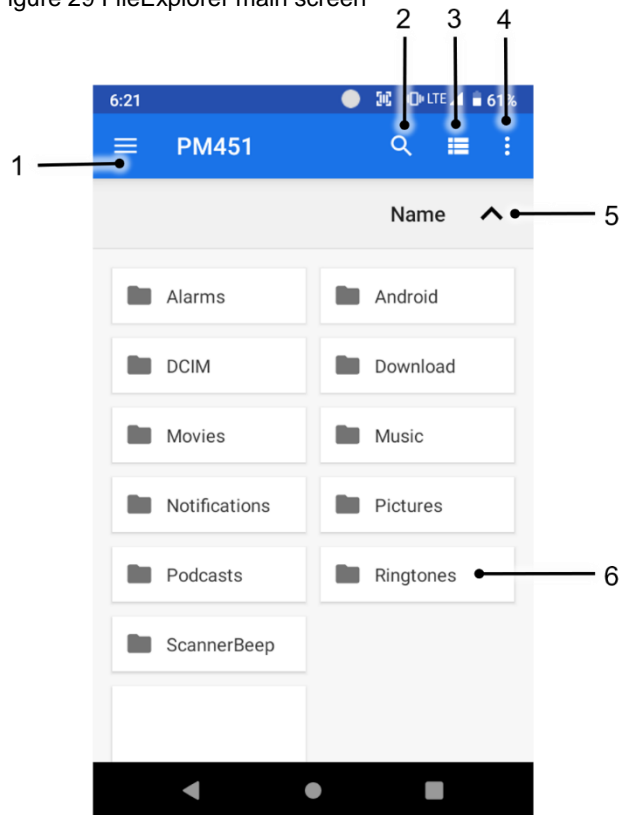 igure 29 FileExplorer main screen
2 3 4
6:21 LTE 61%
1 PM451
Name 5
Alarms Android
DCIM Download
Movies Music
Notifications Pictures
Podcasts Ringtones 6
ScannerBeep